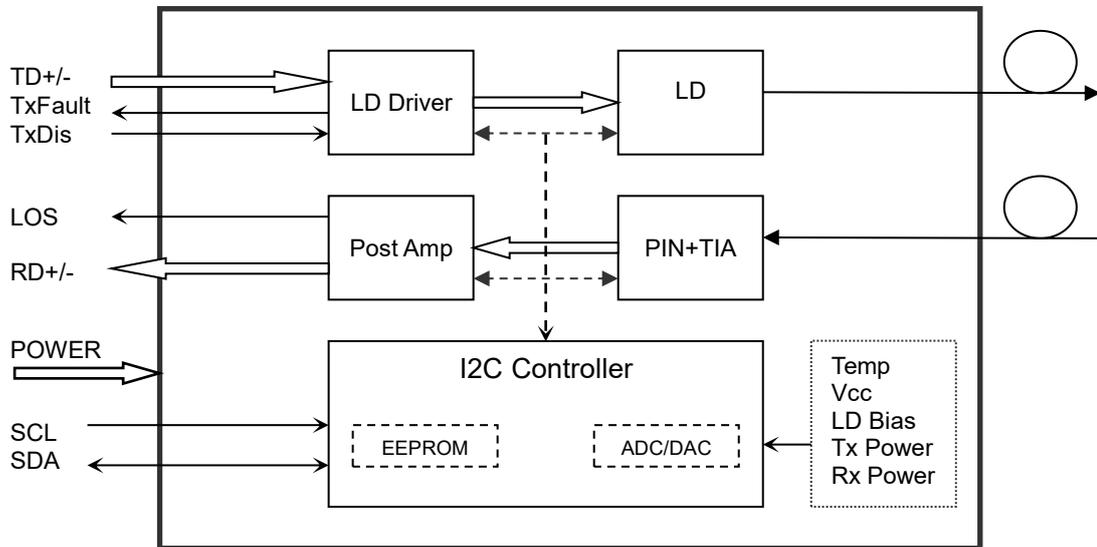 TD+/-
TxFault
TxDis
LD Driver
LD
LOS
RD+/-
Post Amp
PIN+TIA
POWER
SCL
SDA
I2C Controller
EEPROM
ADC/DAC
Temp
Vcc
LD Bias
Tx Power
Rx Power